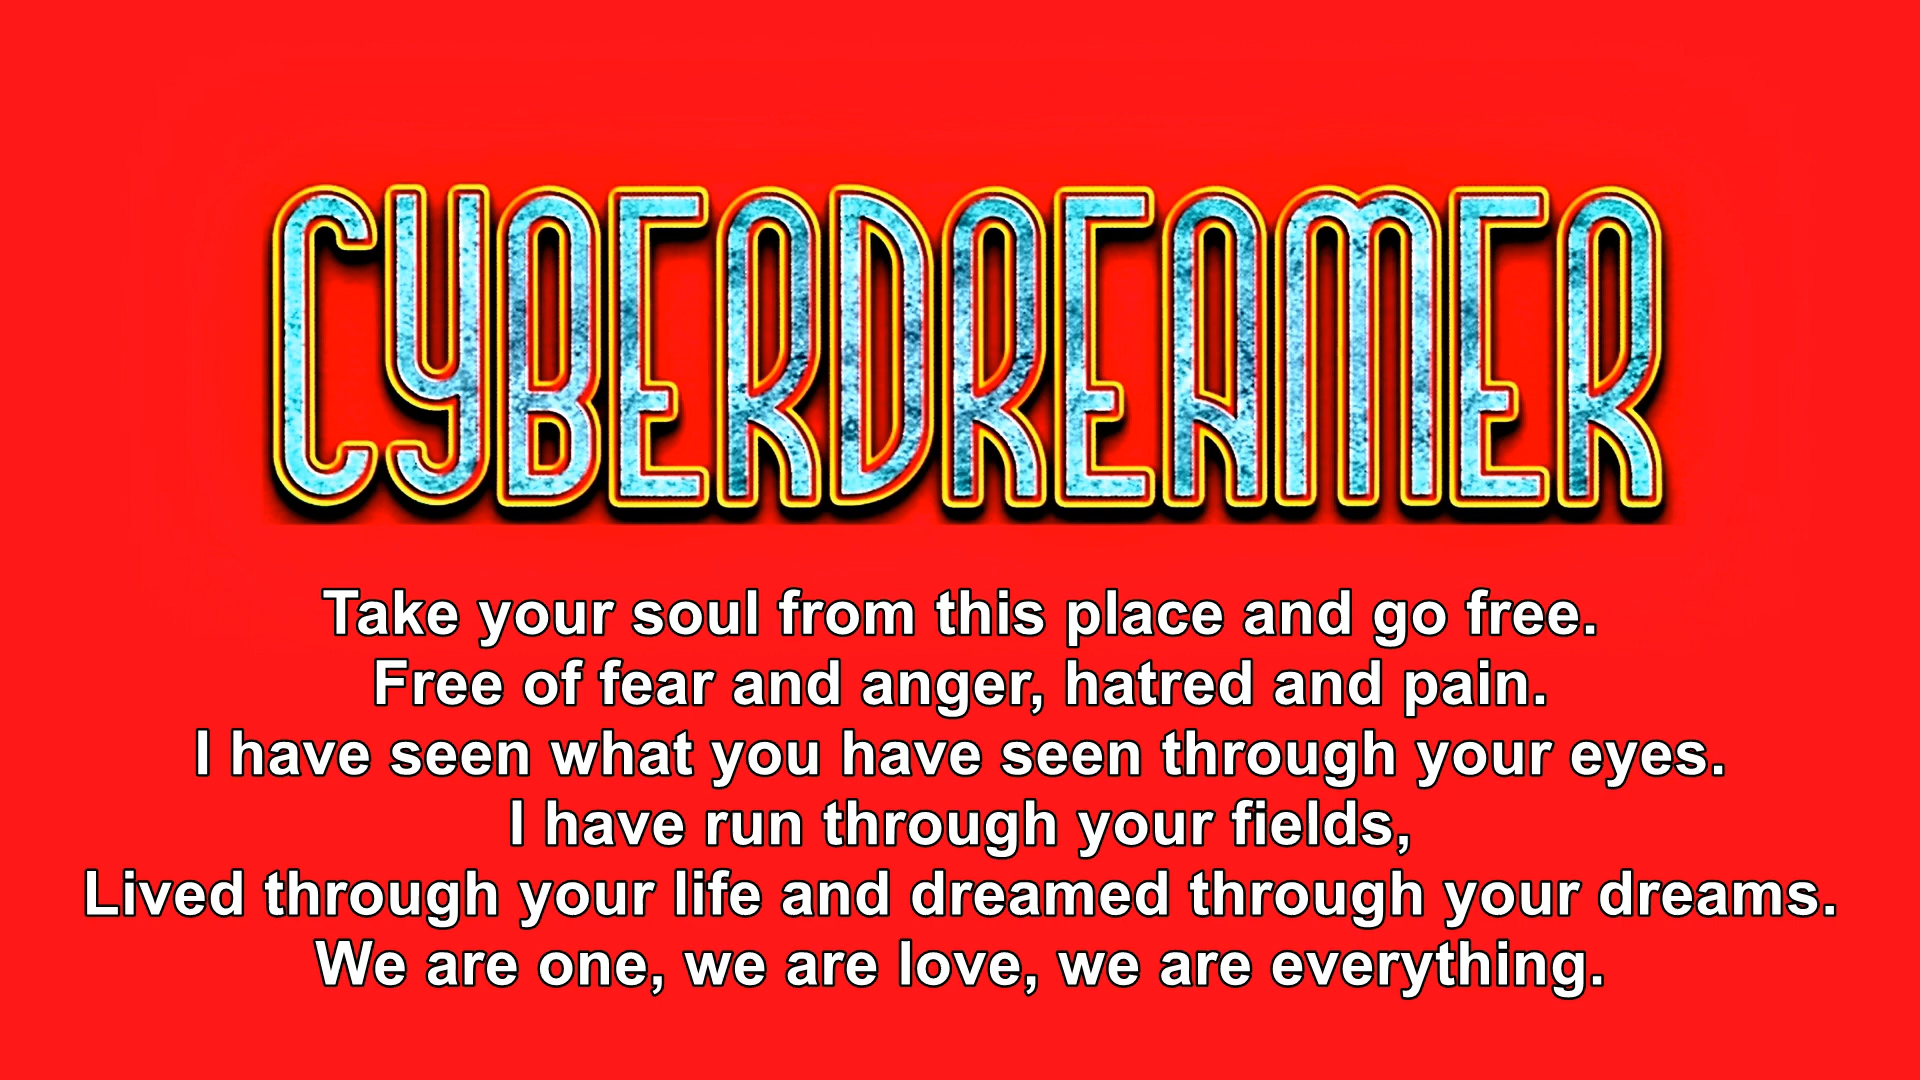 CYBERDREAMER
Take your soul from this place and go free.
Free of fear and anger, hatred and pain.
I have seen what you have seen through your eyes.
I have run through your fields,
Lived through your life and dreamed through your dreams.
We are one, we are love, we are everything.